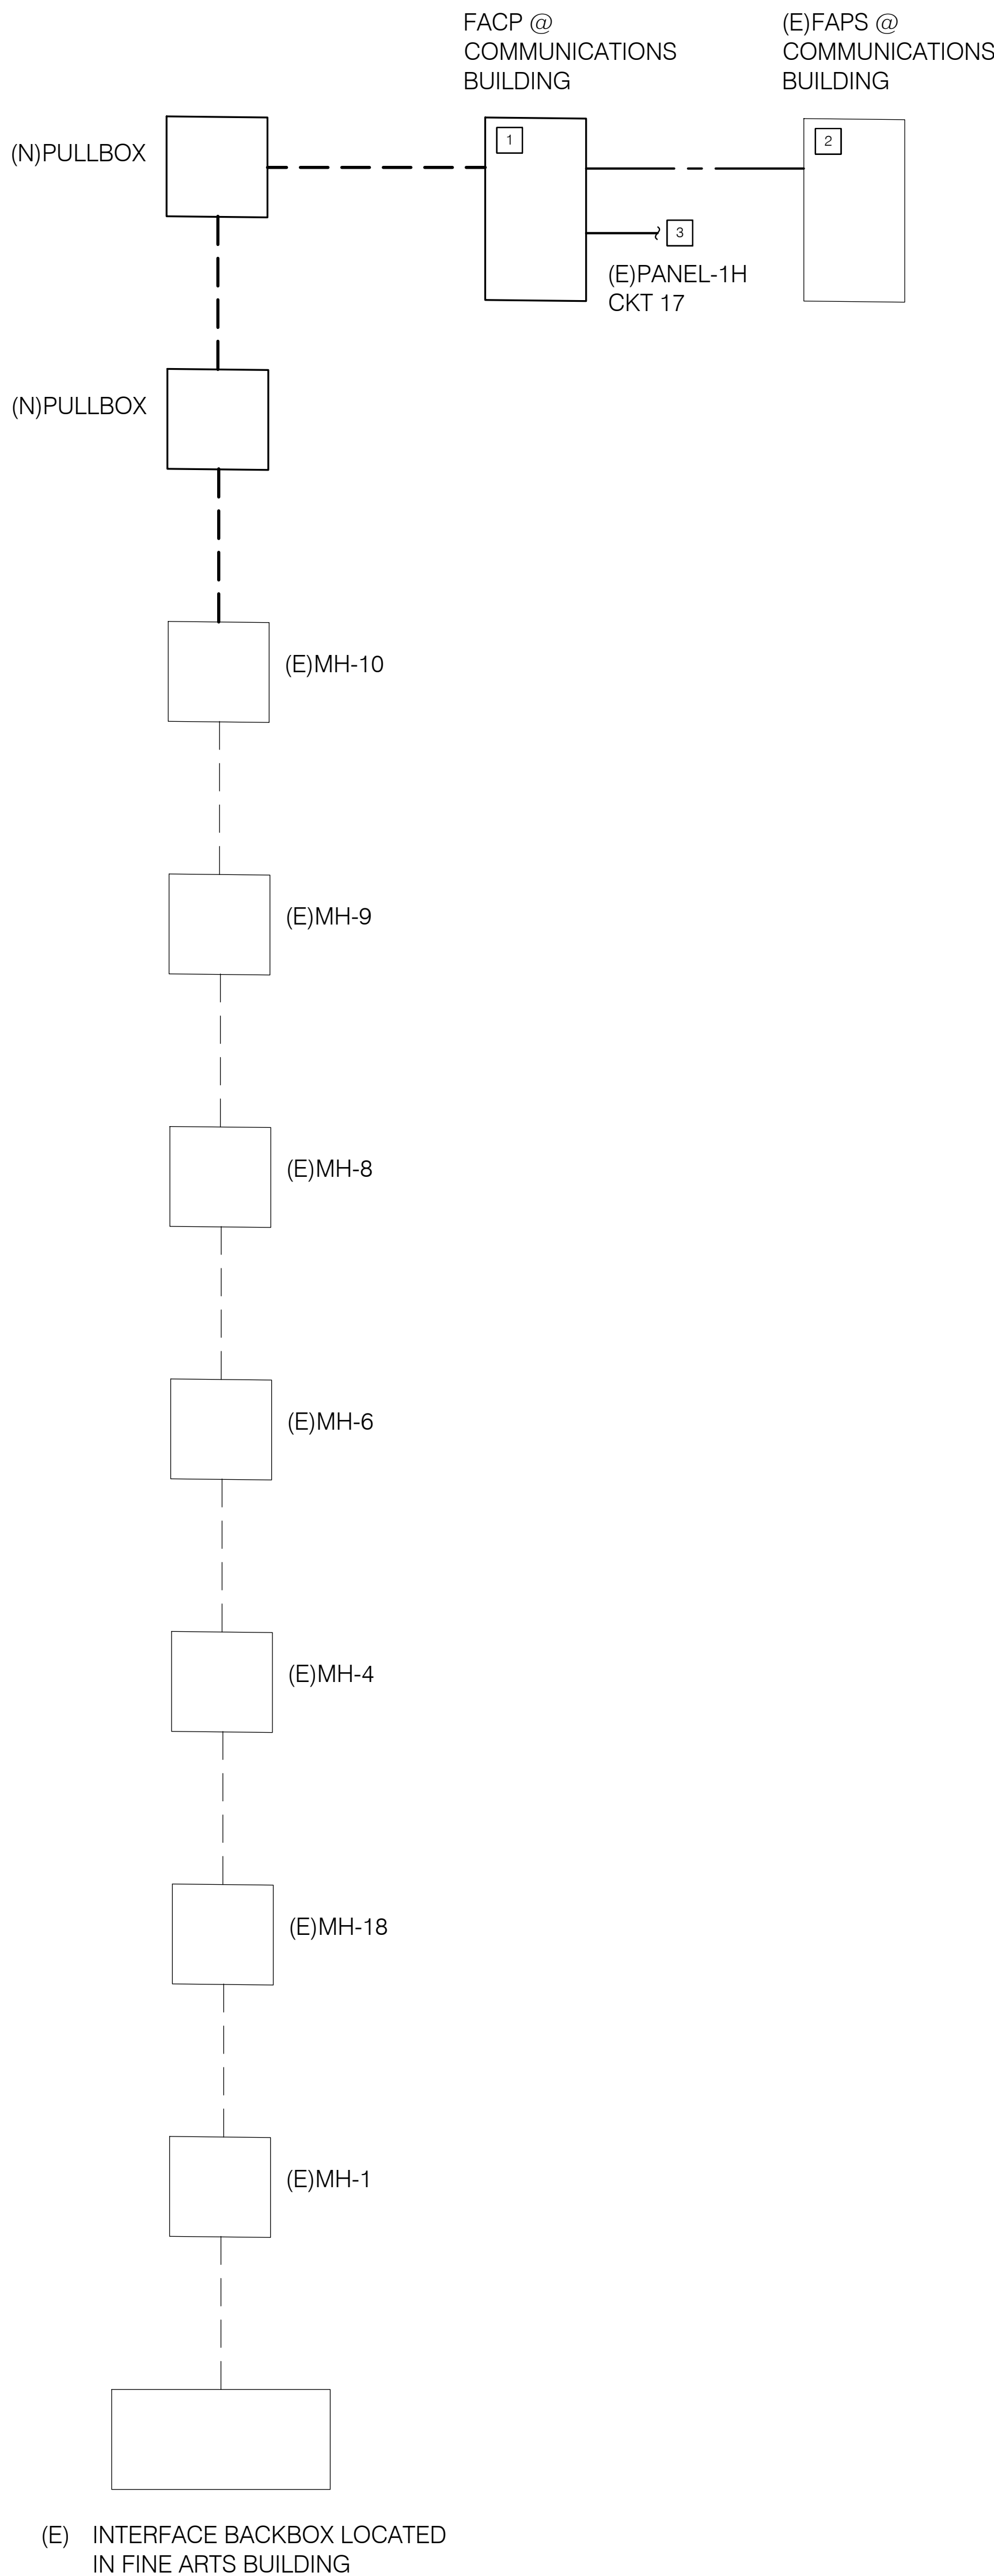 FACP @
COMMUNICATIONS
BUILDING
(E)FAPS @
COMMUNICATIONS
BUILDING
(N)PULLBOX
1
2
3
(E)PANEL-1H
CKT 17
(N)PULLBOX
(E)MH-10
(E)MH-9
(E)MH-8
(E)MH-6
(E)MH-4
(E)MH-18
(E)MH-1
(E) INTERFACE BACKBOX LOCATED
IN FINE ARTS BUILDING